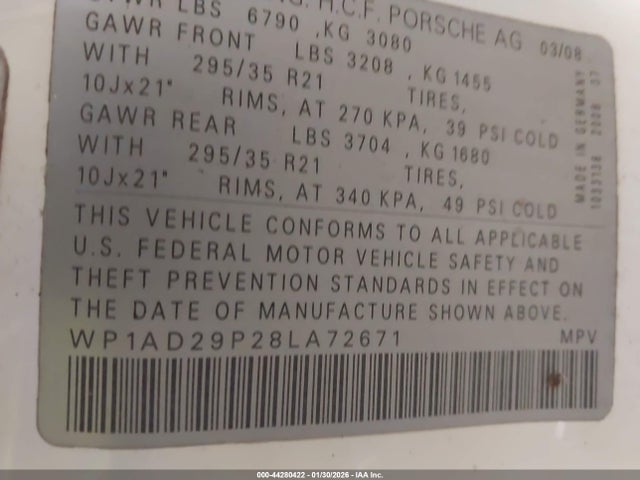 G. H.C.F. PORSCHE AG 03/08
GVWR LBS 6790 , KG 3080
GAWR FRONT LBS 3208 , KG 1455
WITH 295/35 R21 TIRES,
10Jx21" RIMS, AT 270 KPA, 39 PSI COLD
GAWR REAR LBS 3704 , KG 1680
WITH 295/35 R21 TIRES,
10Jx21" RIMS, AT 340 KPA, 49 PSI COLD
MADE IN GERMANY
1033138 2008 37
THIS VEHICLE CONFORMS TO ALL APPLICABLE
U.S. FEDERAL MOTOR VEHICLE SAFETY AND
THEFT PREVENTION STANDARDS IN EFFECT ON
THE DATE OF MANUFACTURE SHOWN ABOVE.
WP1AD29P28LA72671 MPV
000-44280422 - 01/30/2026 - IAA Inc.